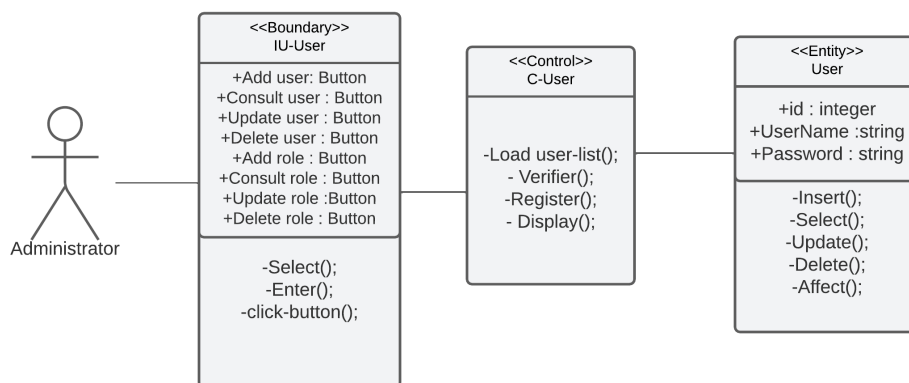 Administrator
<<Boundary>>
IU-User
+Add user: Button
+Consult user : Button
+Update user : Button
+Delete user : Button
+Add role : Button
+Consult role : Button
+Update role :Button
+Delete role : Button
-Select();
-Enter();
-click-button();
<<Control>>
C-User
-Load user-list();
- Verifier();
-Register();
- Display();
<<Entity>>
User
+id : integer
+UserName :string
+Password : string
-Insert();
-Select();
-Update();
-Delete();
-Affect();